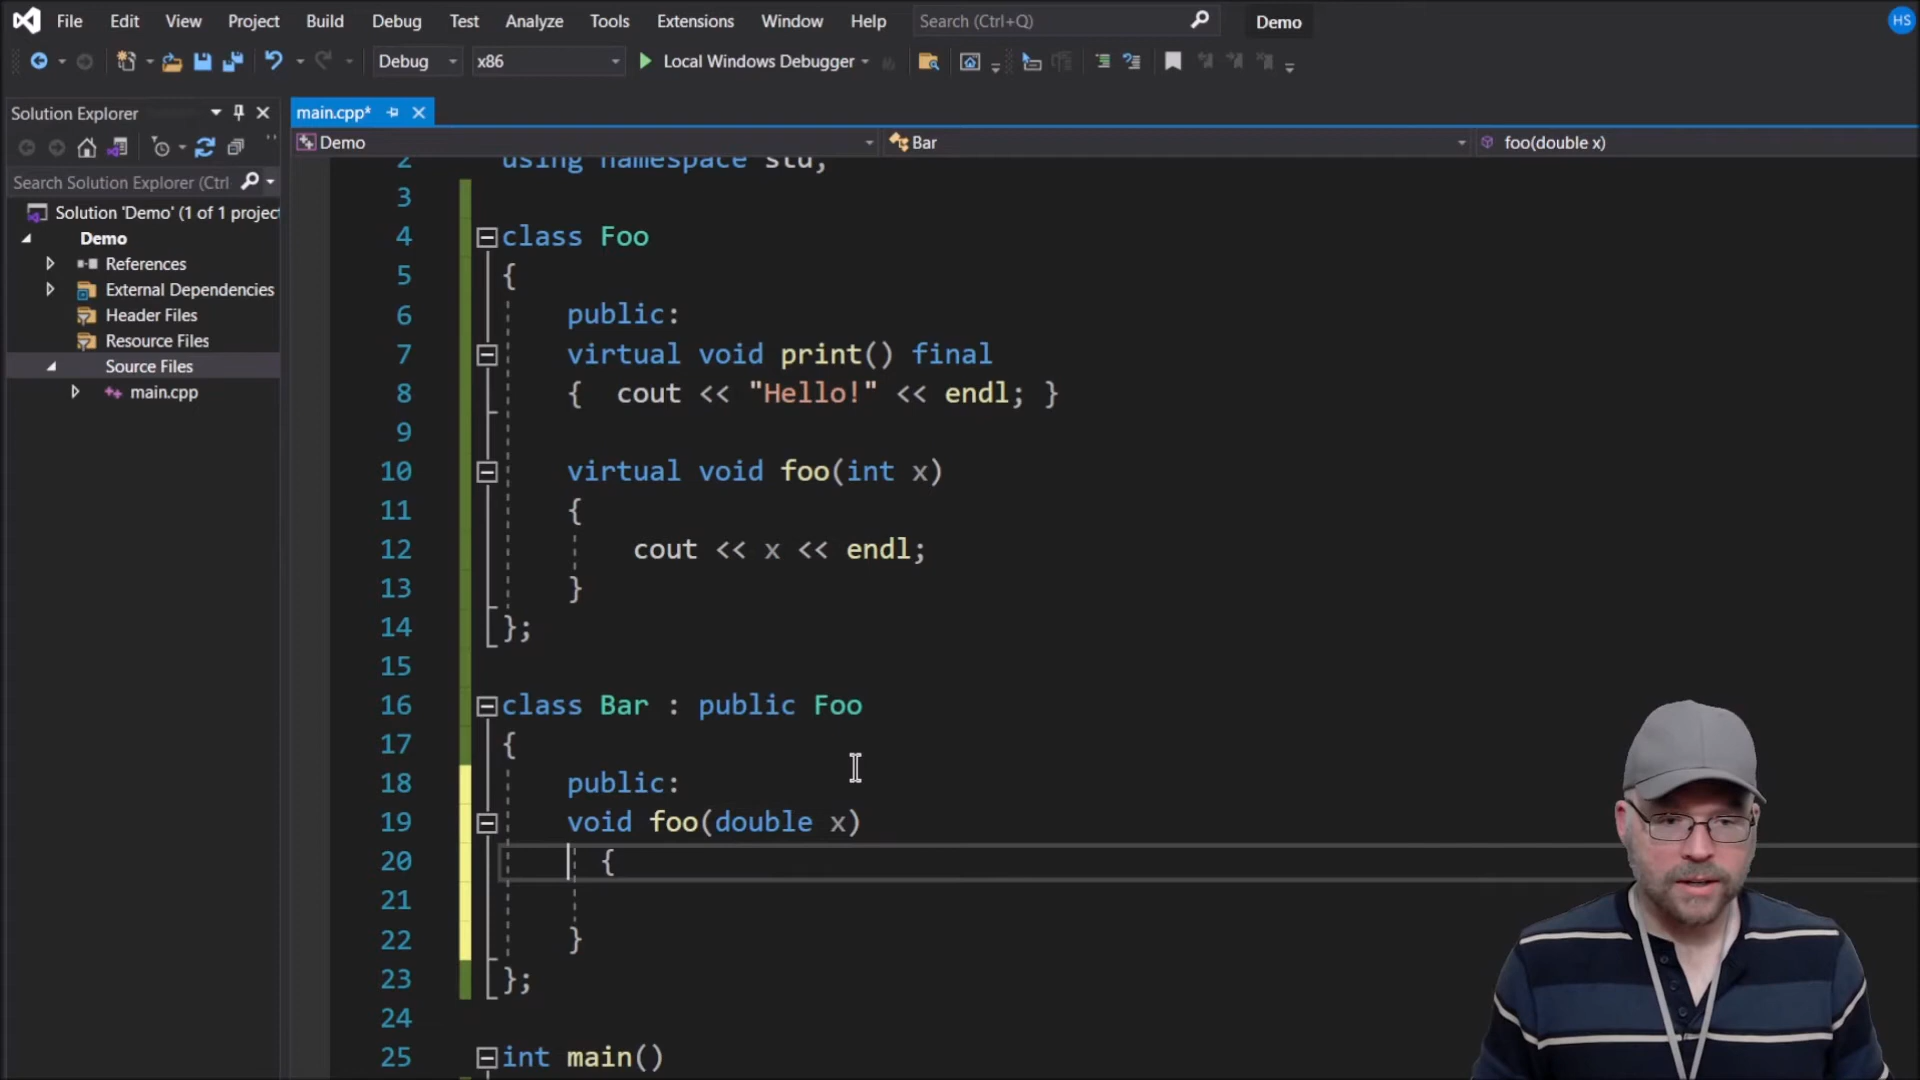 File Edit View Project Build Debug Test Analyze Tools Extensions Window Help Search (Ctrl+Q) Demo HS
Debug x86 Local Windows Debugger
Solution Explorer
main.cpp*
Demo Bar foo(double x)
Search Solution Explorer (Ctrl
Solution 'Demo' (1 of 1 project
Demo
References
External Dependencies
Header Files
Resource Files
Source Files
main.cpp
2 using namespace std;
3
4 class Foo
5 {
6 public:
7 virtual void print() final
8 { cout << "Hello!" << endl; }
9
10 virtual void foo(int x)
11 {
12 cout << x << endl;
13 }
14 };
15
16 class Bar : public Foo
17 {
18 public:
19 void foo(double x)
20 {
21
22 }
23 };
24
25 int main()